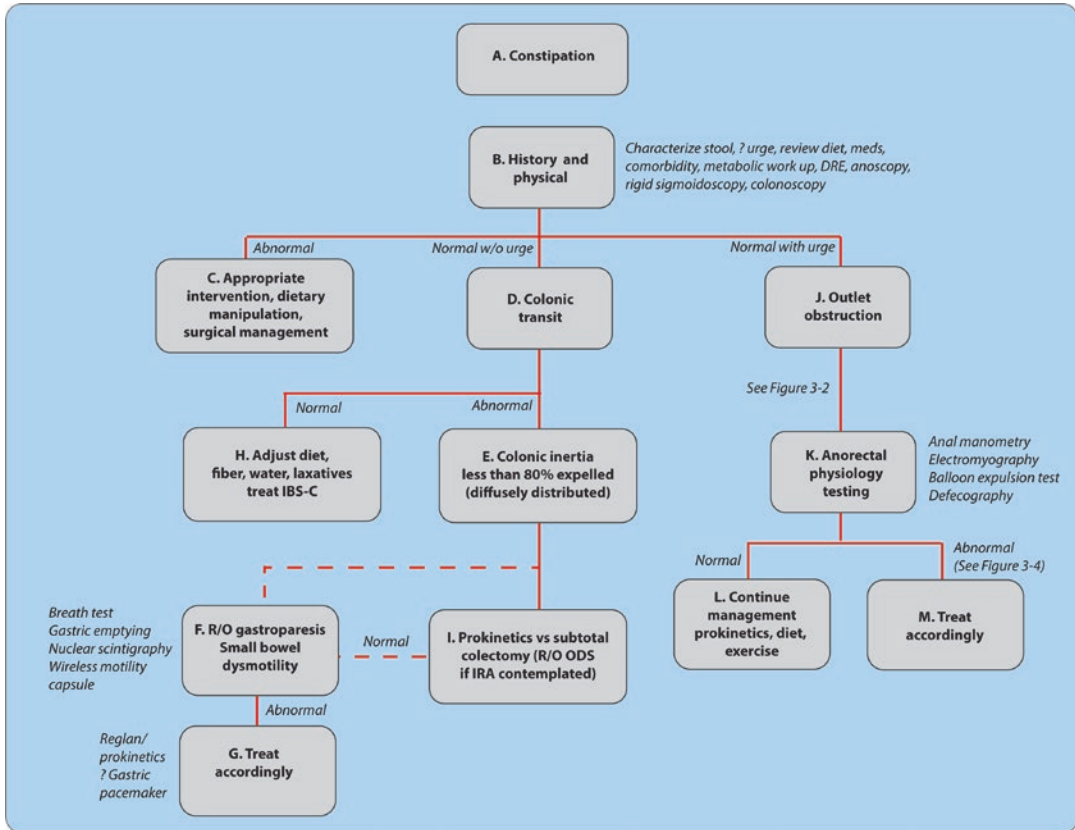 A. Constipation
B. History and
physical
Characterize stool, ? urge, review diet, meds,
comorbidity, metabolic work up, DRE, anoscopy,
rigid sigmoidoscopy, colonoscopy
Abnormal
Normal w/o urge
Normal with urge
C. Appropriate
intervention, dietary
manipulation,
surgical management
D. Colonic
transit
J. Outlet
obstruction
See Figure 3-2
Normal
Abnormal
H. Adjust diet,
fiber, water, laxatives
treat IBS-C
E. Colonic inertia
less than 80% expelled
(diffusely distributed)
K. Anorectal
physiology
testing
Anal manometry
Electromyography
Balloon expulsion test
Defecography
Normal
Abnormal
(See Figure 3-4)
L. Continue
management
prokinetics, diet,
exercise
M. Treat
accordingly
Breath test
Gastric emptying
Nuclear scintigraphy
Wireless motility
capsule
F. R/O gastroparesis
Small bowel
dysmotility
Normal
I. Prokinetics vs subtotal
colectomy (R/O ODS
if IRA contemplated)
Abnormal
Reglan/
prokinetics
? Gastric
pacemaker
G. Treat
accordingly